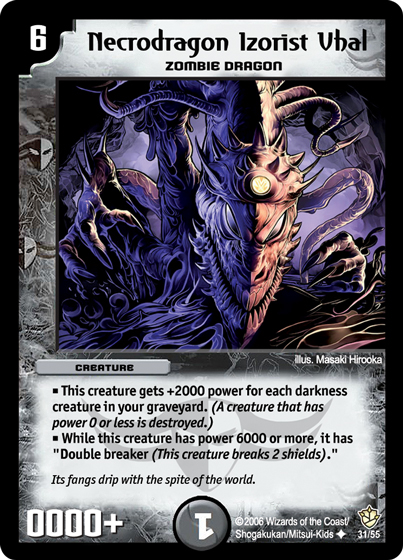 6
Necrodragon Izorist Vhal
ZOMBIE DRAGON
illus. Masaki Hirooka
CREATURE
▪ This creature gets +2000 power for each darkness
creature in your graveyard. (A creature that has
power 0 or less is destroyed.)
▪ While this creature has power 6000 or more, it has
"Double breaker (This creature breaks 2 shields)."
Its fangs drip with the spite of the world.
0000+
1
©2006 Wizards of the Coast/
Shogakukan/Mitsui-Kids ✦ 31/55